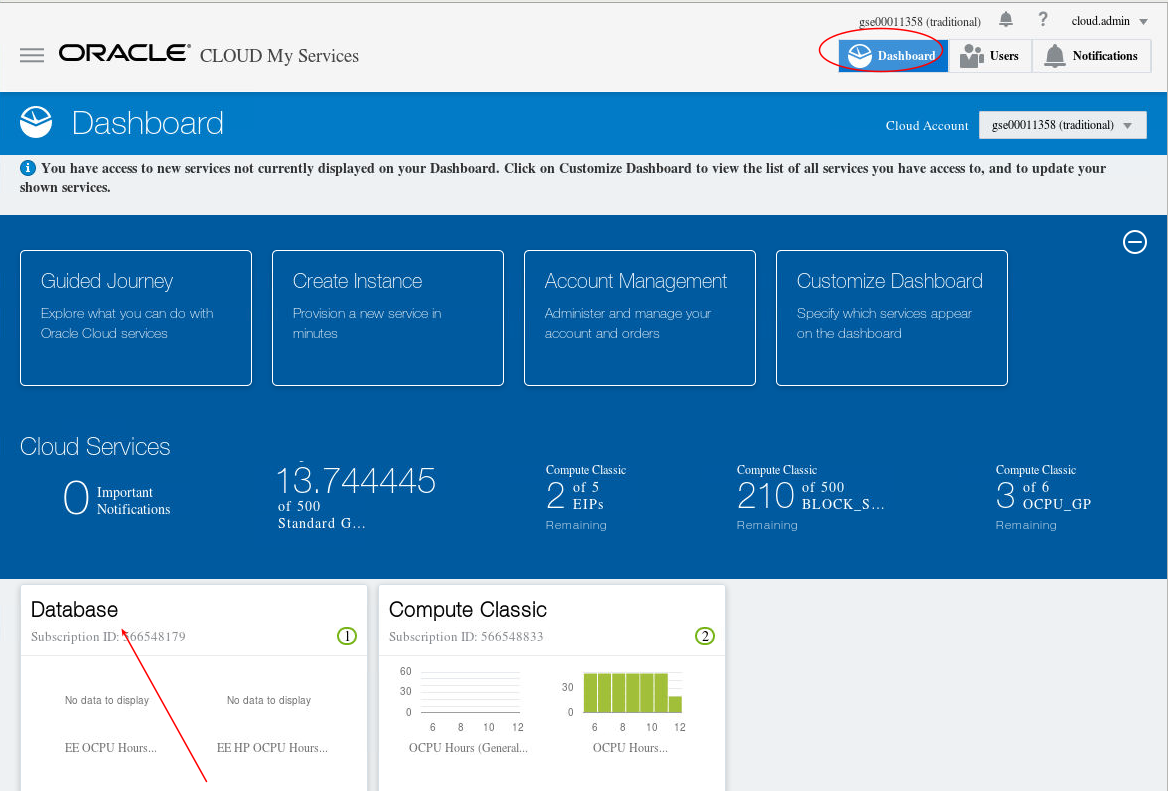 gse00011358 (traditional)
?
cloud.admin
ORACLE® CLOUD My Services
Dashboard
Users
Notifications
Dashboard
Cloud Account
gse00011358 (traditional)
You have access to new services not currently displayed on your Dashboard. Click on Customize Dashboard to view the list of all services you have access to, and to update your
shown services.
Guided Journey
Explore what you can do with
Oracle Cloud services
Create Instance
Provision a new service in
minutes
Account Management
Administer and manage your
account and orders
Customize Dashboard
Specify which services appear
on the dashboard
Cloud Services
0 Important
Notifications
13.744445
of 500
Standard G...
Compute Classic
2 of 5
EIPs
Remaining
Compute Classic
210 of 500
BLOCK_S...
Remaining
Compute Classic
3 of 6
OCPU_GP
Remaining
Database
Subscription ID: 566548179
1
No data to display
EE OCPU Hours...
No data to display
EE HP OCPU Hours...
Compute Classic
Subscription ID: 566548833
2
60
30
0
6 8 10 12
OCPU Hours (General...
30
0
6 8 10 12
OCPU Hours...